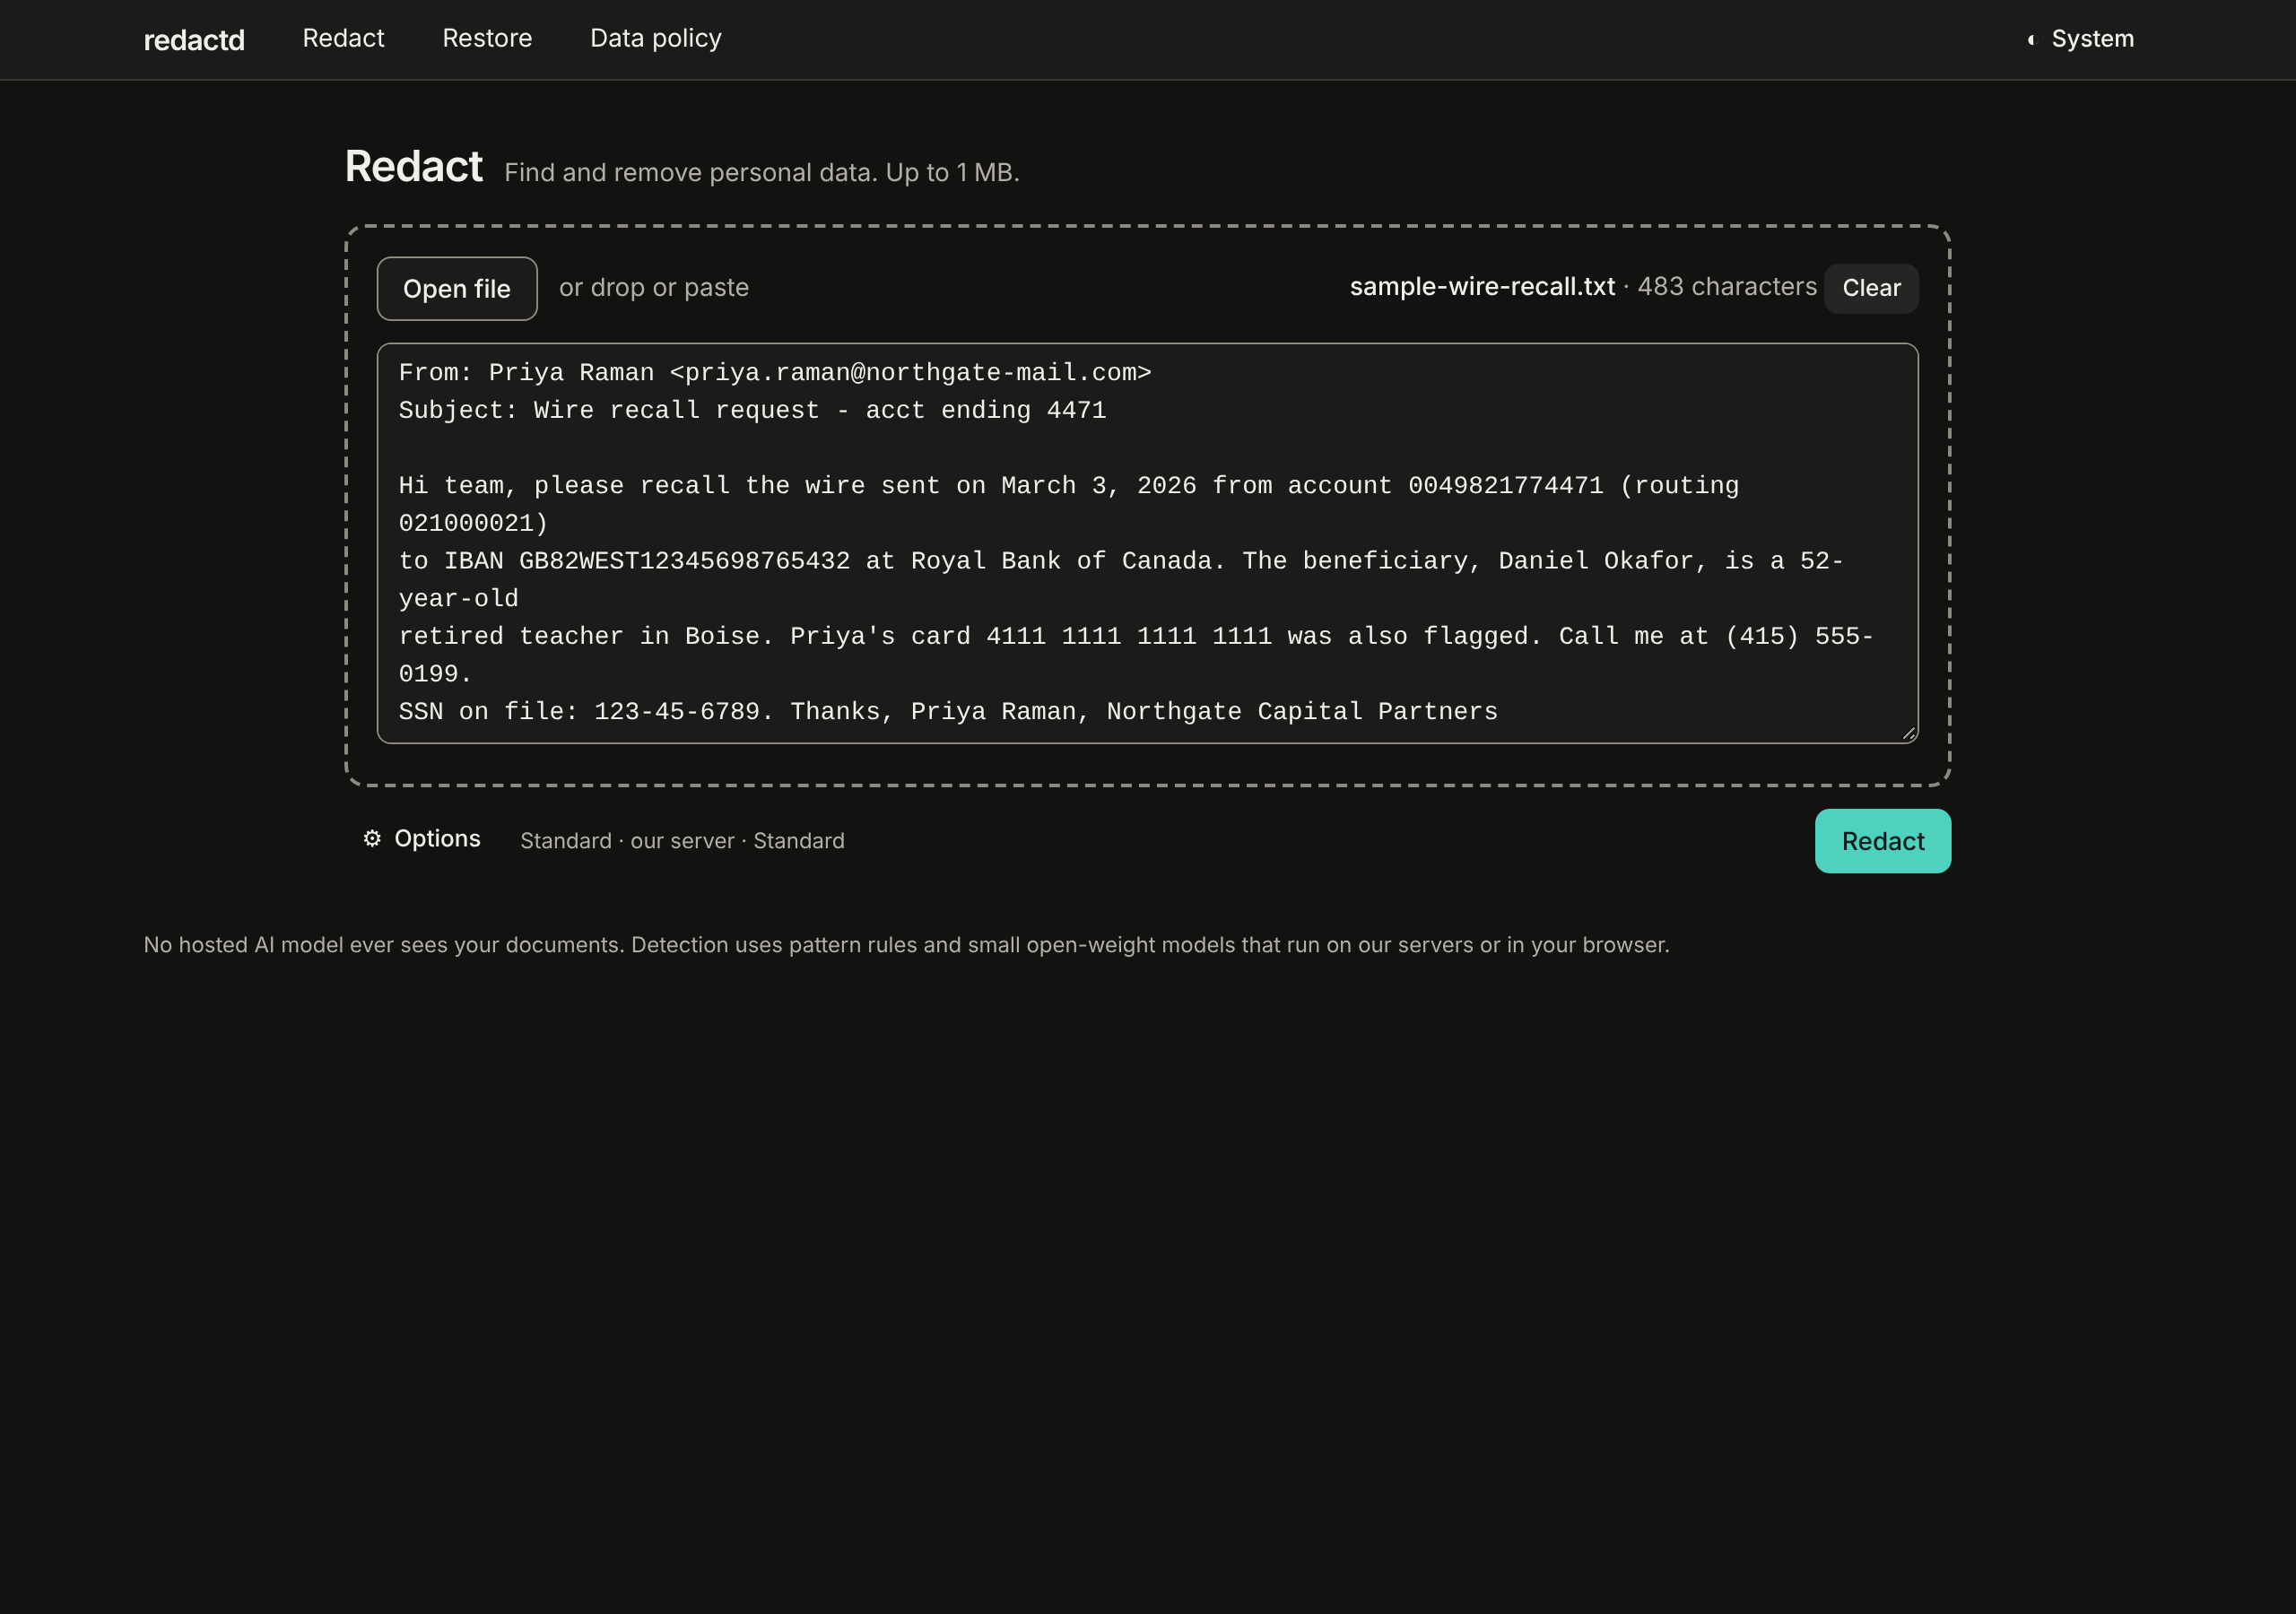 redactd Redact Restore Data policy System
Redact Find and remove personal data. Up to 1 MB.
Open file or drop or paste sample-wire-recall.txt · 483 characters Clear
From: Priya Raman <priya.raman@northgate-mail.com>
Subject: Wire recall request - acct ending 4471
Hi team, please recall the wire sent on March 3, 2026 from account 0049821774471 (routing
021000021)
to IBAN GB82WEST12345698765432 at Royal Bank of Canada. The beneficiary, Daniel Okafor, is a 52-
year-old
retired teacher in Boise. Priya's card 4111 1111 1111 1111 was also flagged. Call me at (415) 555-
0199.
SSN on file: 123-45-6789. Thanks, Priya Raman, Northgate Capital Partners
Options Standard · our server · Standard Redact
No hosted AI model ever sees your documents. Detection uses pattern rules and small open-weight models that run on our servers or in your browser.